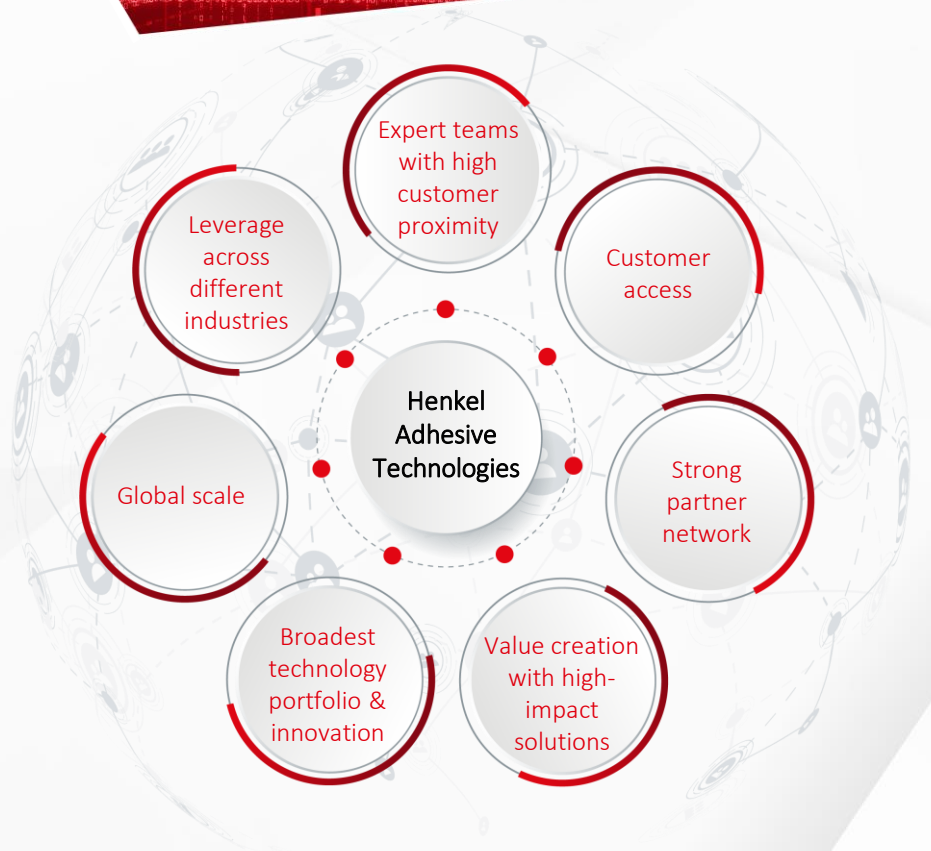 Expert teams
with high
customer
proximity
Customer
access
Strong
partner
network
Value creation
with high-
impact
solutions
Broadest
technology
portfolio &
innovation
Global scale
Leverage
across
different
industries
Henkel
Adhesive
Technologies